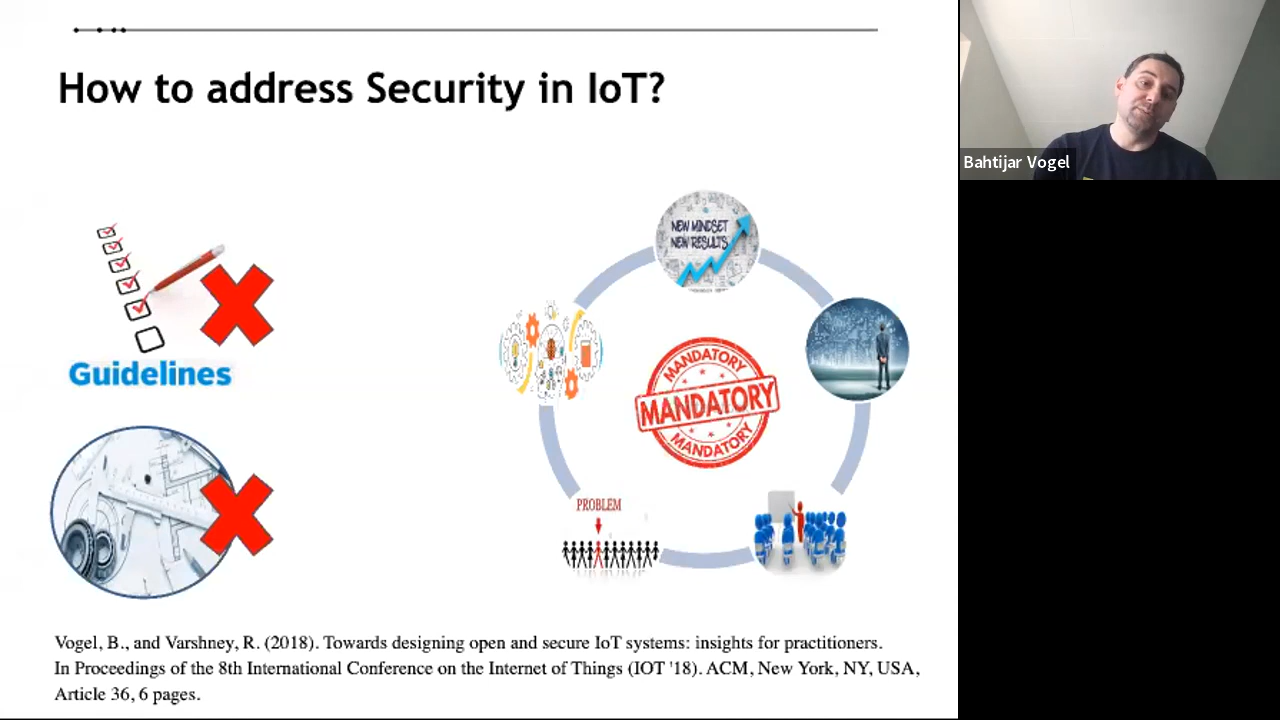 How to address Security in IoT?
Bahtijar Vogel
NEW MINDSET
NEW RESULTS
Guidelines
MANDATORY
MANDATORY
MANDATORY
PROBLEM
Vogel, B., and Varshney, R. (2018). Towards designing open and secure IoT systems: insights for practitioners.
In Proceedings of the 8th International Conference on the Internet of Things (IOT '18). ACM, New York, NY, USA,
Article 36, 6 pages.